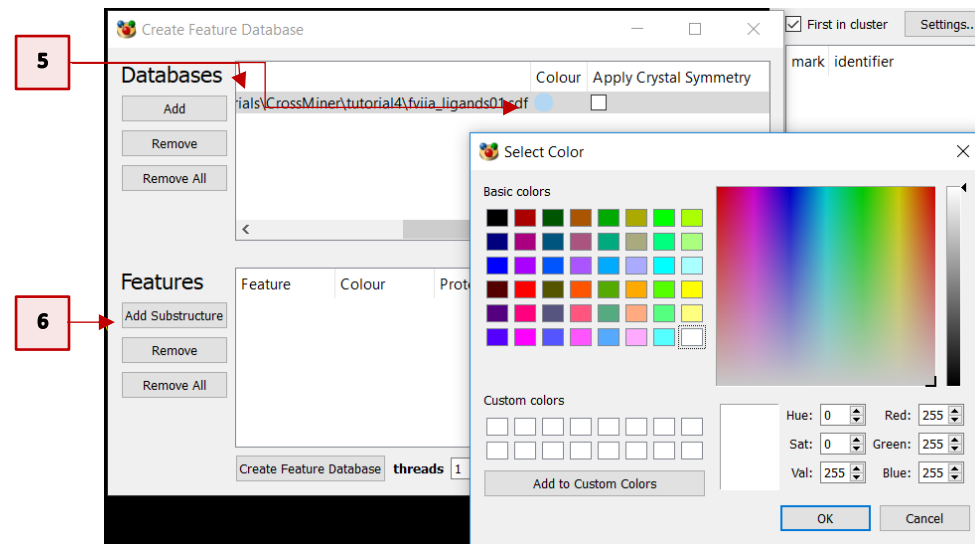 Create Feature Database
First in cluster Settings..
5
mark identifier
Databases
Colour Apply Crystal Symmetry
Add
rials\CrossMiner\tutorial4\fviia_ligands01.sdf
Remove
Remove All
Select Color
Basic colors
Features
Feature Colour Prot
6
Add Substructure
Remove
Remove All
Custom colors
Hue: 0 Red: 255
Sat: 0 Green: 255
Val: 255 Blue: 255
Create Feature Database threads 1
Add to Custom Colors
OK Cancel